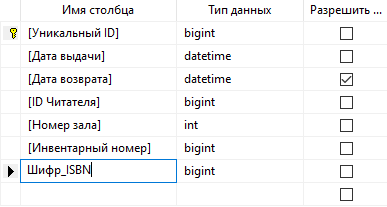 Имя столбца Тип данных Разрешить ...
[Уникальный ID] bigint
[Дата выдачи] datetime
[Дата возврата] datetime
[ID Читателя] bigint
[Номер зала] int
[Инвентарный номер] bigint
Шифр_ISBN bigint